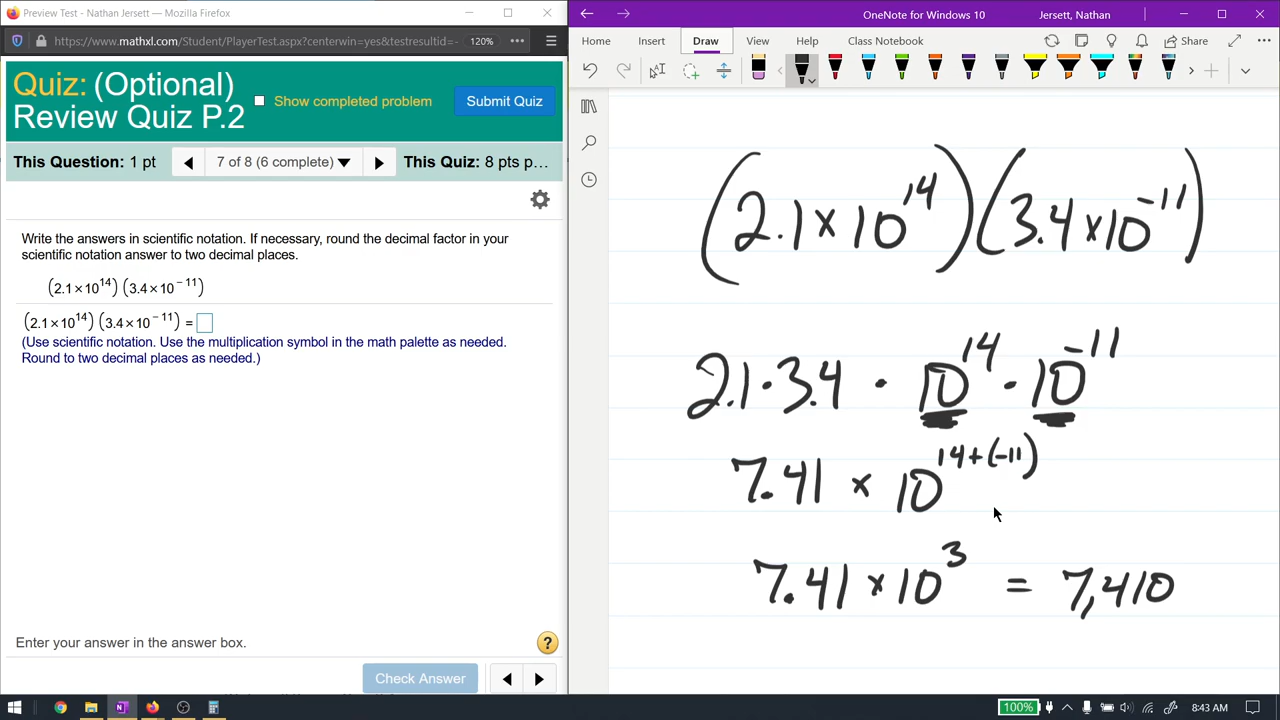 Preview Test - Nathan Jersett — Mozilla Firefox
https://www.mathxl.com/Student/PlayerTest.aspx?centerwin=yes&testresultid=-
120%
Quiz: (Optional)
Review Quiz P.2
Show completed problem
Submit Quiz
This Question: 1 pt
7 of 8 (6 complete)
This Quiz: 8 pts p…
Write the answers in scientific notation. If necessary, round the decimal factor in your
scientific notation answer to two decimal places.
(2.1×10¹⁴)(3.4×10⁻¹¹)
(2.1×10¹⁴)(3.4×10⁻¹¹) =
(Use scientific notation. Use the multiplication symbol in the math palette as needed.
Round to two decimal places as needed.)
Enter your answer in the answer box.
?
Check Answer
OneNote for Windows 10
Jersett, Nathan
Home Insert Draw View Help Class Notebook
Share
(2.1×10¹⁴)(3.4×10⁻¹¹)
2.1·3.4 · 10¹⁴·10⁻¹¹
7.41 × 10¹⁴⁺⁽⁻¹¹⁾
7.41×10³ = 7,410
100%
8:43 AM